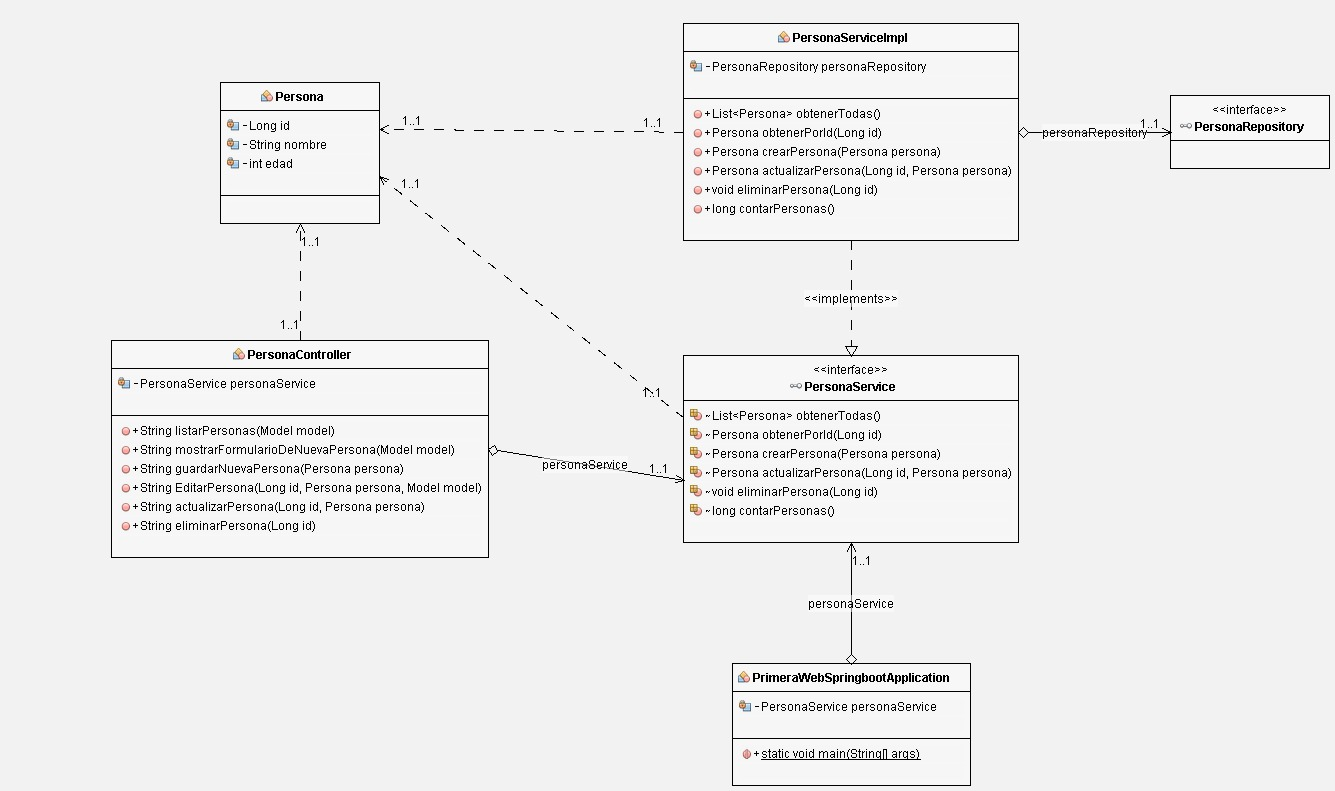 PersonaServiceImpl
-PersonaRepository personaRepository
+List<Persona> obtenerTodas()
+Persona obtenerPorId(Long id)
+Persona crearPersona(Persona persona)
+Persona actualizarPersona(Long id, Persona persona)
+void eliminarPersona(Long id)
+long contarPersonas()
Persona
-Long id
-String nombre
-int edad
1..1
1..1
personaRepository
1..1
<<interface>>
PersonaRepository
1..1
1..1
1..1
1..1
<<implements>>
PersonaController
-PersonaService personaService
+String listarPersonas(Model model)
+String mostrarFormularioDeNuevaPersona(Model model)
+String guardarNuevaPersona(Persona persona)
+String EditarPersona(Long id, Persona persona, Model model)
+String actualizarPersona(Long id, Persona persona)
+String eliminarPersona(Long id)
personaService
1..1
<<interface>>
PersonaService
~List<Persona> obtenerTodas()
~Persona obtenerPorId(Long id)
~Persona crearPersona(Persona persona)
~Persona actualizarPersona(Long id, Persona persona)
~void eliminarPersona(Long id)
~long contarPersonas()
1..1
personaService
PrimeraWebSpringbootApplication
-PersonaService personaService
+static void main(String[] args)